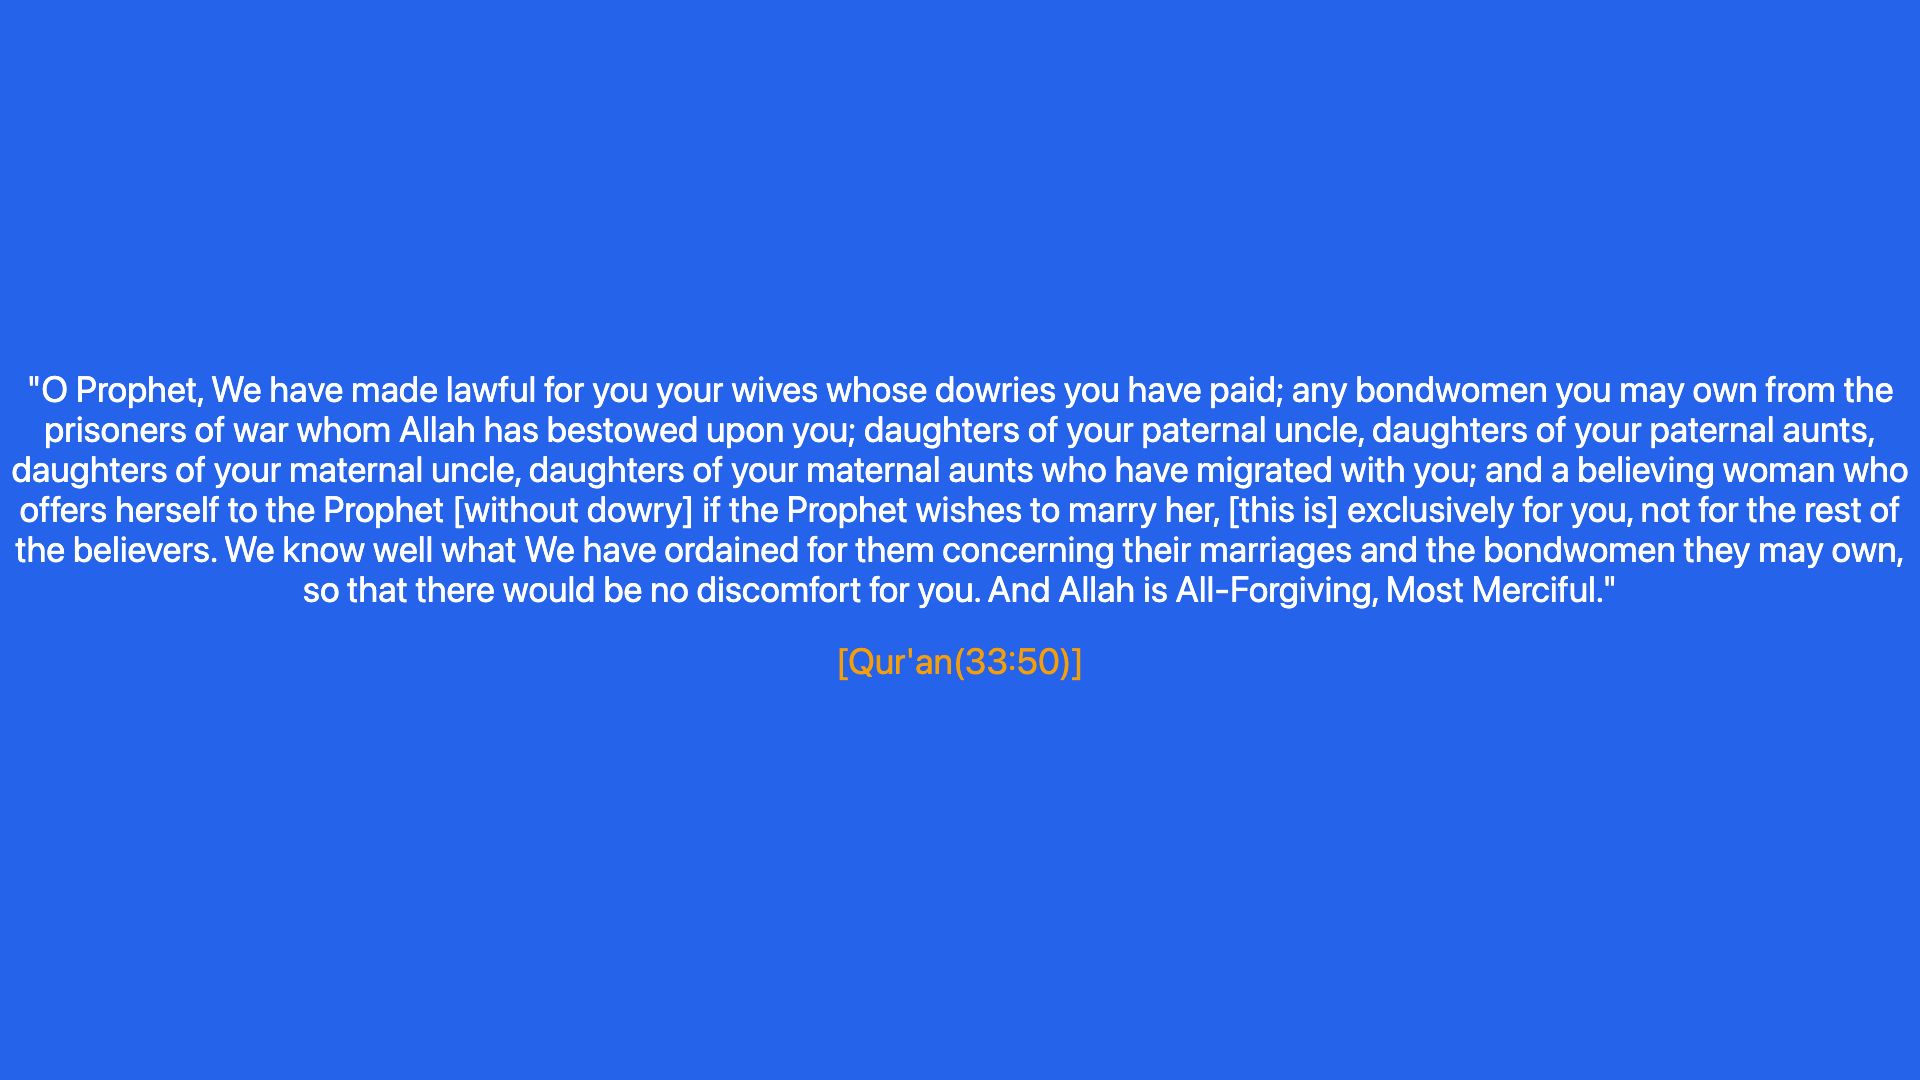 "O Prophet, We have made lawful for you your wives whose dowries you have paid; any bondwomen you may own from the
prisoners of war whom Allah has bestowed upon you; daughters of your paternal uncle, daughters of your paternal aunts,
daughters of your maternal uncle, daughters of your maternal aunts who have migrated with you; and a believing woman who
offers herself to the Prophet [without dowry] if the Prophet wishes to marry her, [this is] exclusively for you, not for the rest of
the believers. We know well what We have ordained for them concerning their marriages and the bondwomen they may own,
so that there would be no discomfort for you. And Allah is All-Forgiving, Most Merciful."
[Qur'an(33:50)]